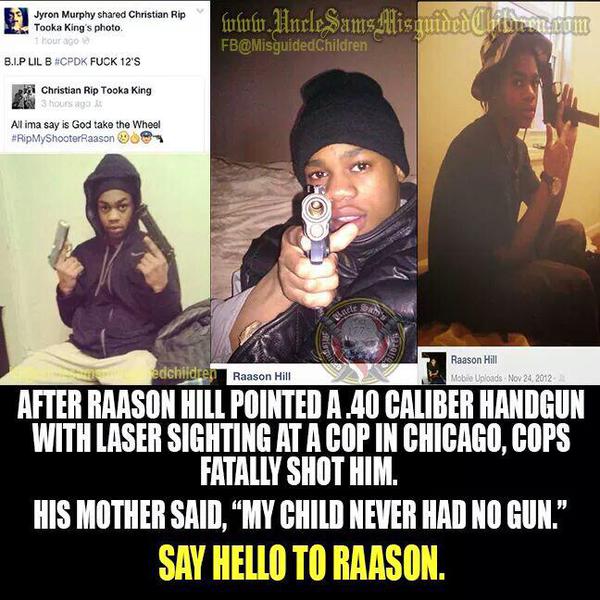 Jyron Murphy shared Christian Rip
Tooka King's photo.
1 hour ago
B.I.P LIL B #CPDK FUCK 12'S
Christian Rip Tooka King
3 hours ago
All ima say is God take the Wheel
#RipMyShooterRaason
www.UncleSamsMisguidedChildren.com
FB@MisguidedChildren
Uncle Sam's
edchildren
Raason Hill
Raason Hill
Mobile Uploads · Nov 24, 2012 ·
AFTER RAASON HILL POINTED A .40 CALIBER HANDGUN
WITH LASER SIGHTING AT A COP IN CHICAGO, COPS
FATALLY SHOT HIM.
HIS MOTHER SAID, “MY CHILD NEVER HAD NO GUN.”
SAY HELLO TO RAASON.